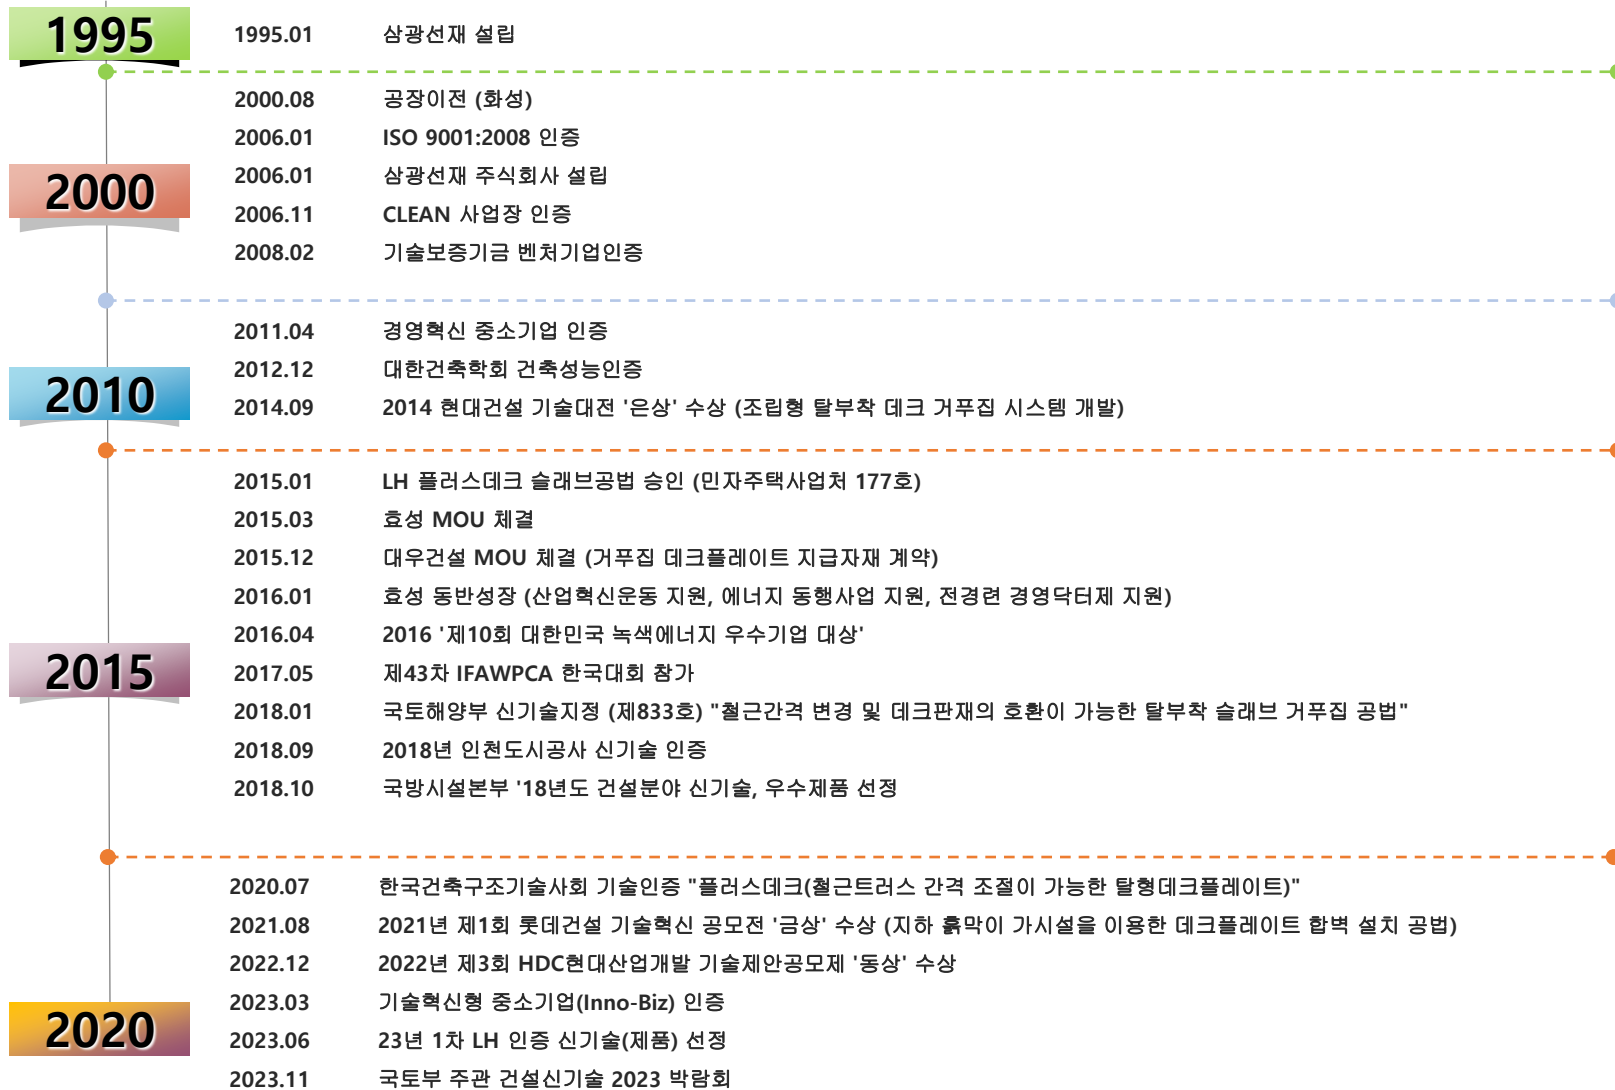 1995
1995.01 삼광선재 설립
2000.08 공장이전 (화성)
2006.01 ISO 9001:2008 인증
2000
2006.01 삼광선재 주식회사 설립
2006.11 CLEAN 사업장 인증
2008.02 기술보증기금 벤처기업인증
2011.04 경영혁신 중소기업 인증
2012.12 대한건축학회 건축성능인증
2010
2014.09 2014 현대건설 기술대전 '은상' 수상 (조립형 탈부착 데크 거푸집 시스템 개발)
2015.01 LH 플러스데크 슬래브공법 승인 (민자주택사업처 177호)
2015.03 효성 MOU 체결
2015.12 대우건설 MOU 체결 (거푸집 데크플레이트 지급자재 계약)
2016.01 효성 동반성장 (산업혁신운동 지원, 에너지 동행사업 지원, 전경련 경영닥터제 지원)
2016.04 2016 '제10회 대한민국 녹색에너지 우수기업 대상'
2015
2017.05 제43차 IFAWPCA 한국대회 참가
2018.01 국토해양부 신기술지정 (제833호) "철근간격 변경 및 데크판재의 호환이 가능한 탈부착 슬래브 거푸집 공법"
2018.09 2018년 인천도시공사 신기술 인증
2018.10 국방시설본부 '18년도 건설분야 신기술, 우수제품 선정
2020.07 한국건축구조기술사회 기술인증 "플러스데크(철근트러스 간격 조절이 가능한 탈형데크플레이트)"
2021.08 2021년 제1회 롯데건설 기술혁신 공모전 '금상' 수상 (지하 흙막이 가시설을 이용한 데크플레이트 합벽 설치 공법)
2022.12 2022년 제3회 HDC현대산업개발 기술제안공모제 '동상' 수상
2023.03 기술혁신형 중소기업(Inno-Biz) 인증
2020
2023.06 23년 1차 LH 인증 신기술(제품) 선정
2023.11 국토부 주관 건설신기술 2023 박람회